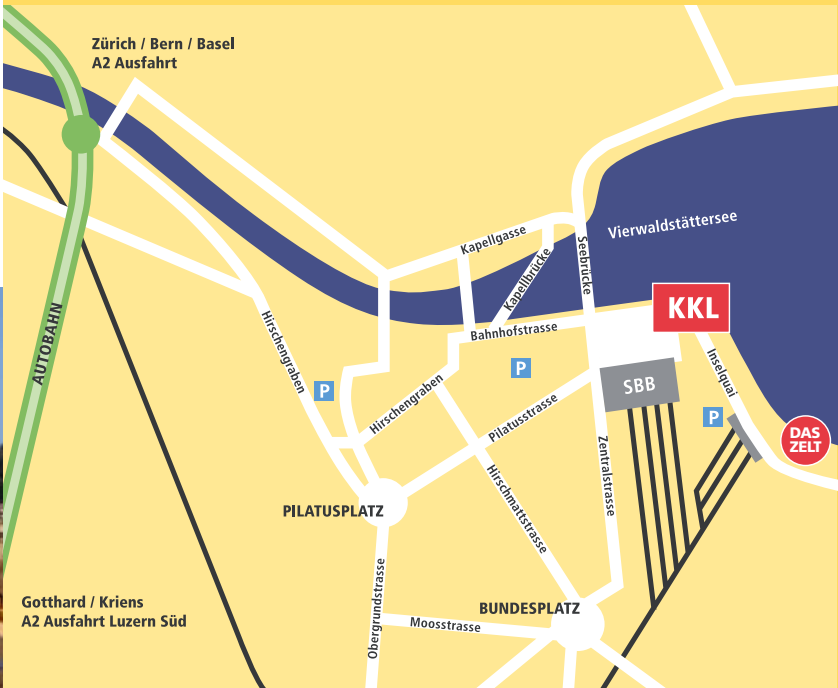 Zürich / Bern / Basel
A2 Ausfahrt
Kapellgasse
Vierwaldstättersee
Seebrücke
Kapellbrücke
AUTOBAHN
Hirschengraben
Bahnhofstrasse
KKL
P
P
SBB
Inselquai
Hirschengraben
Pilatusstrasse
P
DAS
ZELT
Zentralstrasse
Hirschmattstrasse
PILATUSPLATZ
Obergrundstrasse
Gotthard / Kriens
A2 Ausfahrt Luzern Süd
BUNDESPLATZ
Moosstrasse